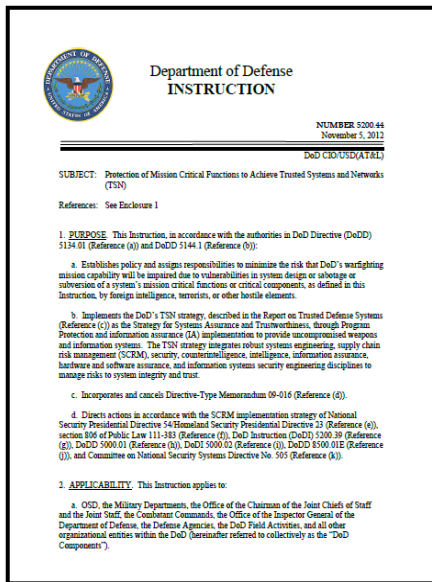 DEPARTMENT OF DEFENSE
UNITED STATES OF AMERICA
Department of Defense
INSTRUCTION
NUMBER 5200.44
November 5, 2012
DoD CIO/USD(AT&L)
SUBJECT: Protection of Mission Critical Functions to Achieve Trusted Systems and Networks
(TSN)
References: See Enclosure 1
1. PURPOSE. This Instruction, in accordance with the authorities in DoD Directive (DoDD)
5134.01 (Reference (a)) and DoDD 5144.1 (Reference (b)):
a. Establishes policy and assigns responsibilities to minimize the risk that DoD's warfighting
mission capability will be impaired due to vulnerabilities in system design or sabotage or
subversion of a system's mission critical functions or critical components, as defined in this
Instruction, by foreign intelligence, terrorists, or other hostile elements.
b. Implements the DoD's TSN strategy, described in the Report on Trusted Defense Systems
(Reference (c)) as the Strategy for Systems Assurance and Trustworthiness, through Program
Protection and information assurance (IA) implementation to provide uncompromised weapons
and information systems. The TSN strategy integrates robust systems engineering, supply chain
risk management (SCRM), security, counterintelligence, intelligence, information assurance,
hardware and software assurance, and information systems security engineering disciplines to
manage risks to system integrity and trust.
c. Incorporates and cancels Directive-Type Memorandum 09-016 (Reference (d)).
d. Directs actions in accordance with the SCRM implementation strategy of National
Security Presidential Directive 54/Homeland Security Presidential Directive 23 (Reference (e)),
section 806 of Public Law 111-383 (Reference (f)), DoD Instruction (DoDI) 5200.39 (Reference
(g)), DoDD 5000.01 (Reference (h)), DoDI 5000.02 (Reference (i)), DoDD 8500.01E (Reference
(j)), and Committee on National Security Systems Directive No. 505 (Reference (k)).
2. APPLICABILITY. This Instruction applies to:
a. OSD, the Military Departments, the Office of the Chairman of the Joint Chiefs of Staff
and the Joint Staff, the Combatant Commands, the Office of the Inspector General of the
Department of Defense, the Defense Agencies, the DoD Field Activities, and all other
organizational entities within the DoD (hereinafter referred to collectively as the "DoD
Components").